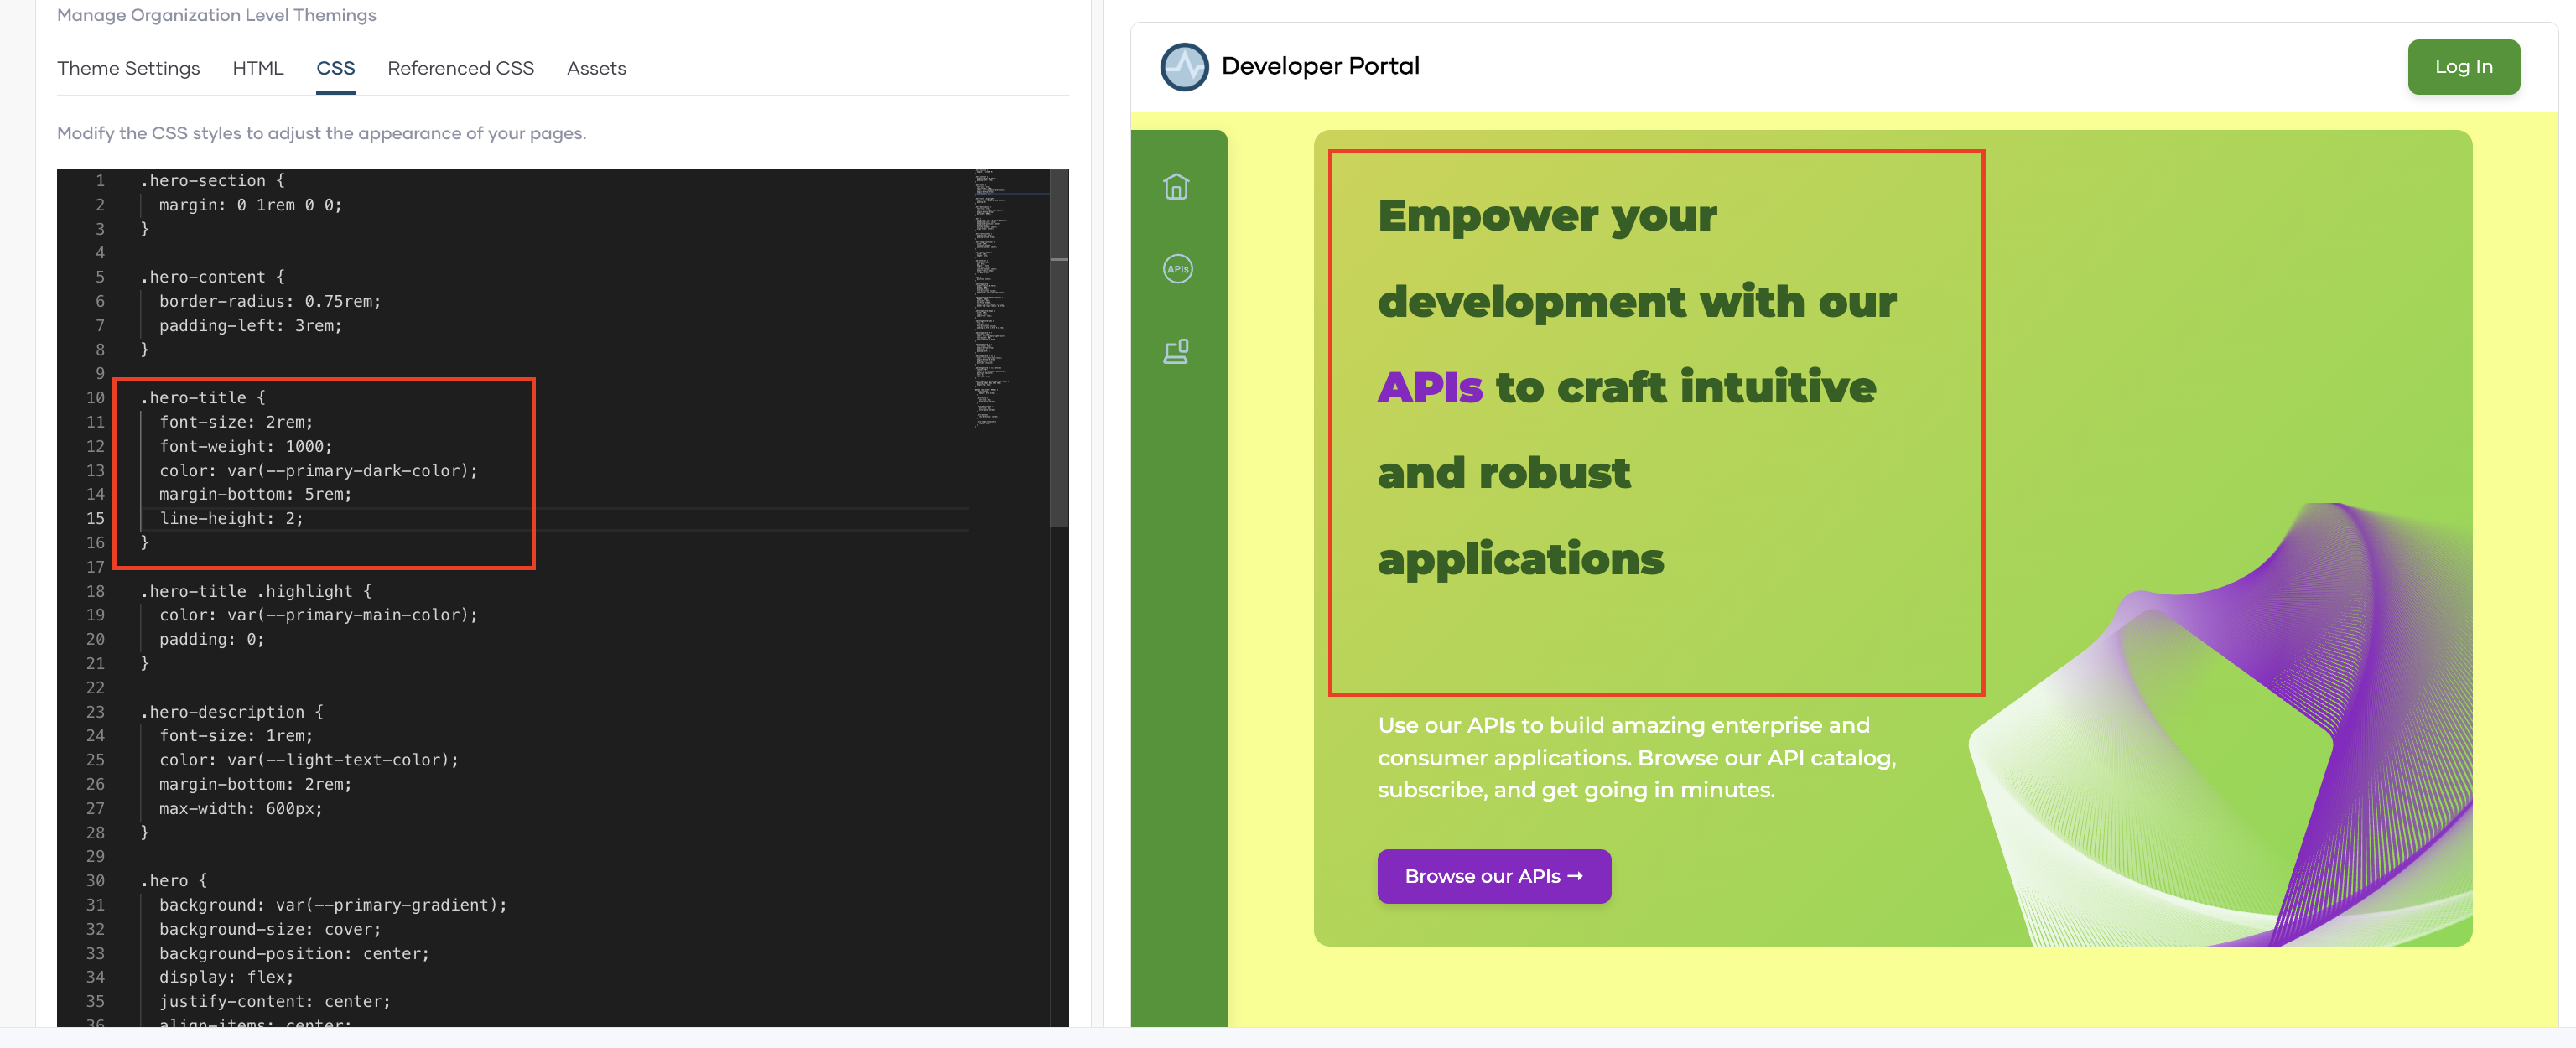 Manage Organization Level Themings
Theme Settings HTML CSS Referenced CSS Assets
Modify the CSS styles to adjust the appearance of your pages.
1 .hero-section {
2 margin: 0 1rem 0 0;
3 }
4
5 .hero-content {
6 border-radius: 0.75rem;
7 padding-left: 3rem;
8 }
9
10 .hero-title {
11 font-size: 2rem;
12 font-weight: 1000;
13 color: var(--primary-dark-color);
14 margin-bottom: 5rem;
15 line-height: 2;
16 }
17
18 .hero-title .highlight {
19 color: var(--primary-main-color);
20 padding: 0;
21 }
22
23 .hero-description {
24 font-size: 1rem;
25 color: var(--light-text-color);
26 margin-bottom: 2rem;
27 max-width: 600px;
28 }
29
30 .hero {
31 background: var(--primary-gradient);
32 background-size: cover;
33 background-position: center;
34 display: flex;
35 justify-content: center;
36 align-items: center;
Developer Portal
Log In
APIs
Empower your
development with our
APIs to craft intuitive
and robust
applications
Use our APIs to build amazing enterprise and
consumer applications. Browse our API catalog,
subscribe, and get going in minutes.
Browse our APIs →